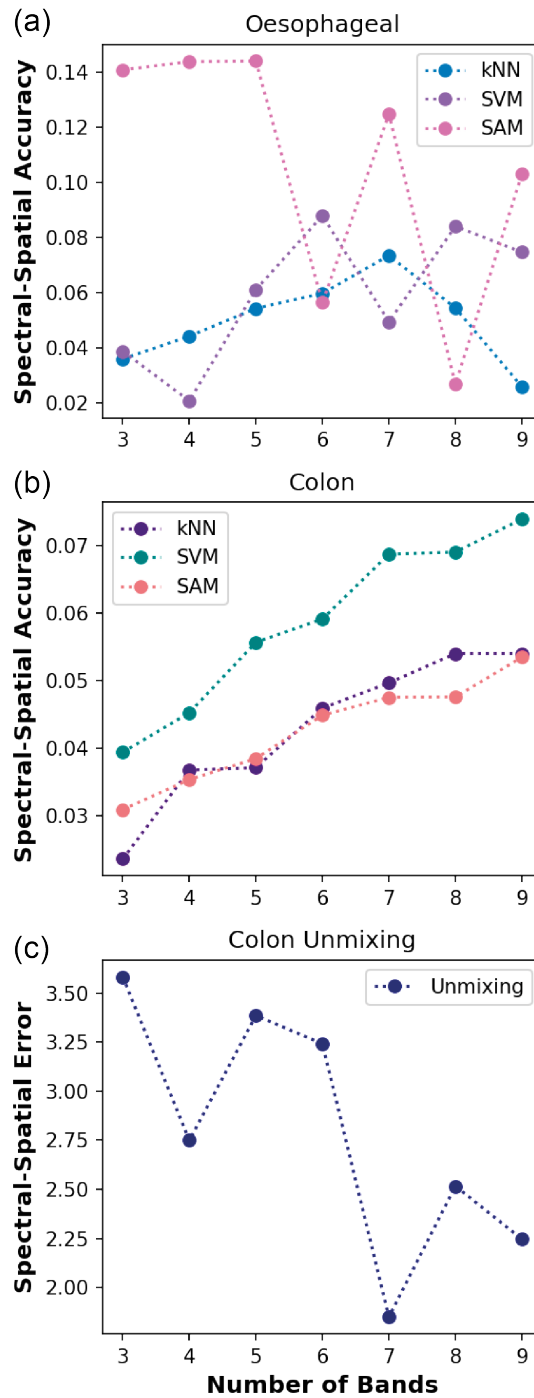 (a)
Oesophageal
Spectral-Spatial Accuracy
0.14
0.12
0.10
0.08
0.06
0.04
0.02
kNN
SVM
SAM
3 4 5 6 7 8 9
(b)
Colon
Spectral-Spatial Accuracy
0.07
0.06
0.05
0.04
0.03
kNN
SVM
SAM
3 4 5 6 7 8 9
(c)
Colon Unmixing
Spectral-Spatial Error
3.50
3.25
3.00
2.75
2.50
2.25
2.00
Unmixing
3 4 5 6 7 8 9
Number of Bands